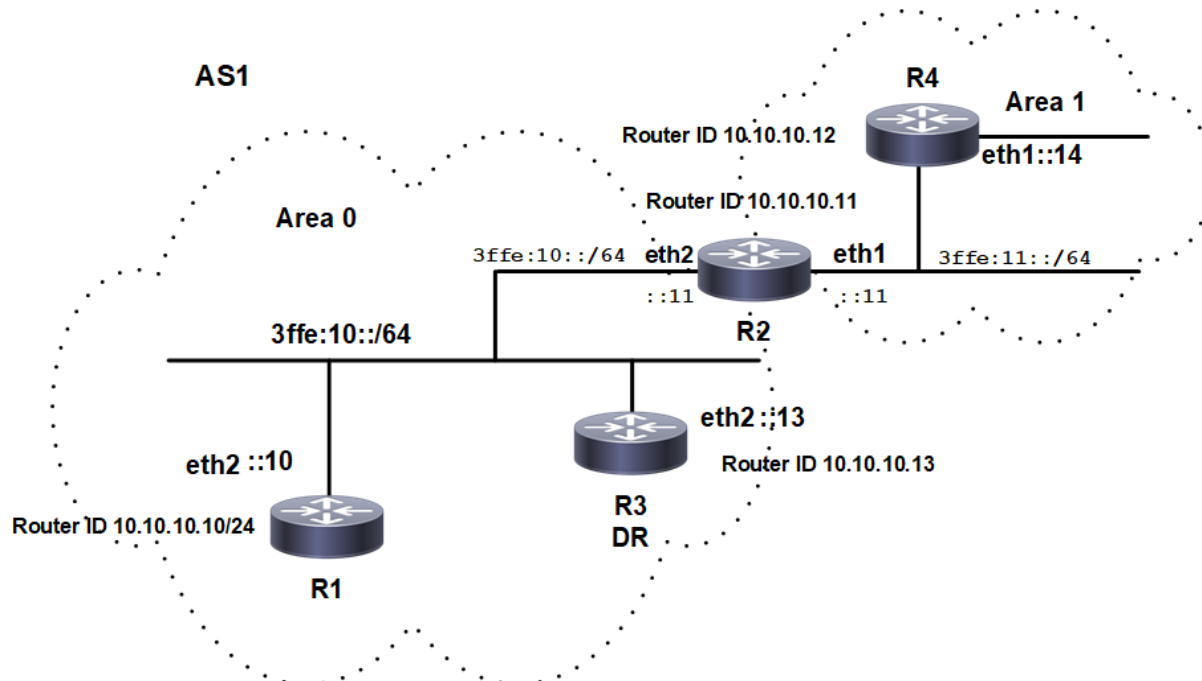 AS1
R4
Area 1
Router ID 10.10.10.12
eth1::14
Router ID 10.10.10.11
Area 0
3ffe:10::/64
eth2
eth1
3ffe:11::/64
::11
::11
R2
3ffe:10::/64
eth2 ::13
eth2 ::10
Router ID 10.10.10.13
R3
DR
Router ID 10.10.10.10/24
R1